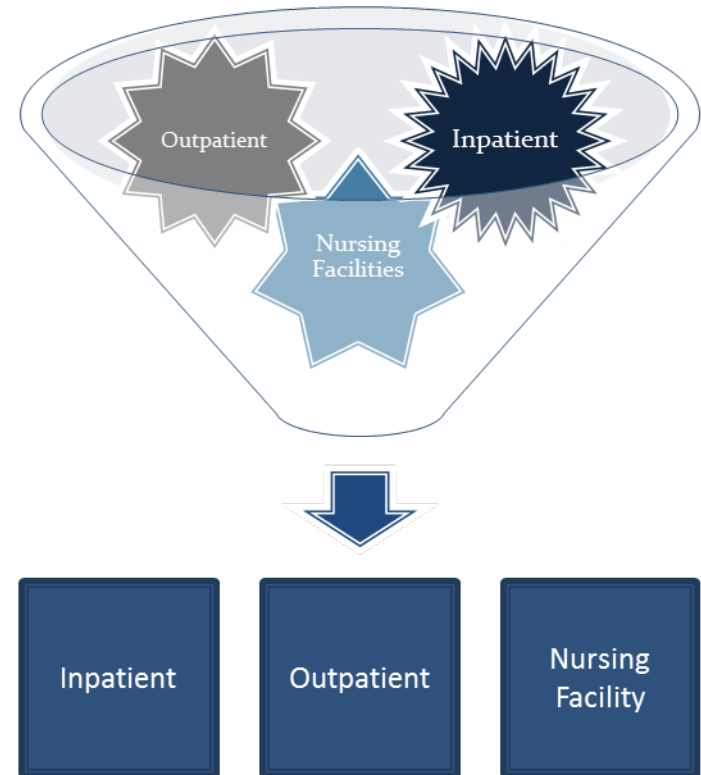 Outpatient
Inpatient
Nursing
Facilities
Inpatient
Outpatient
Nursing
Facility